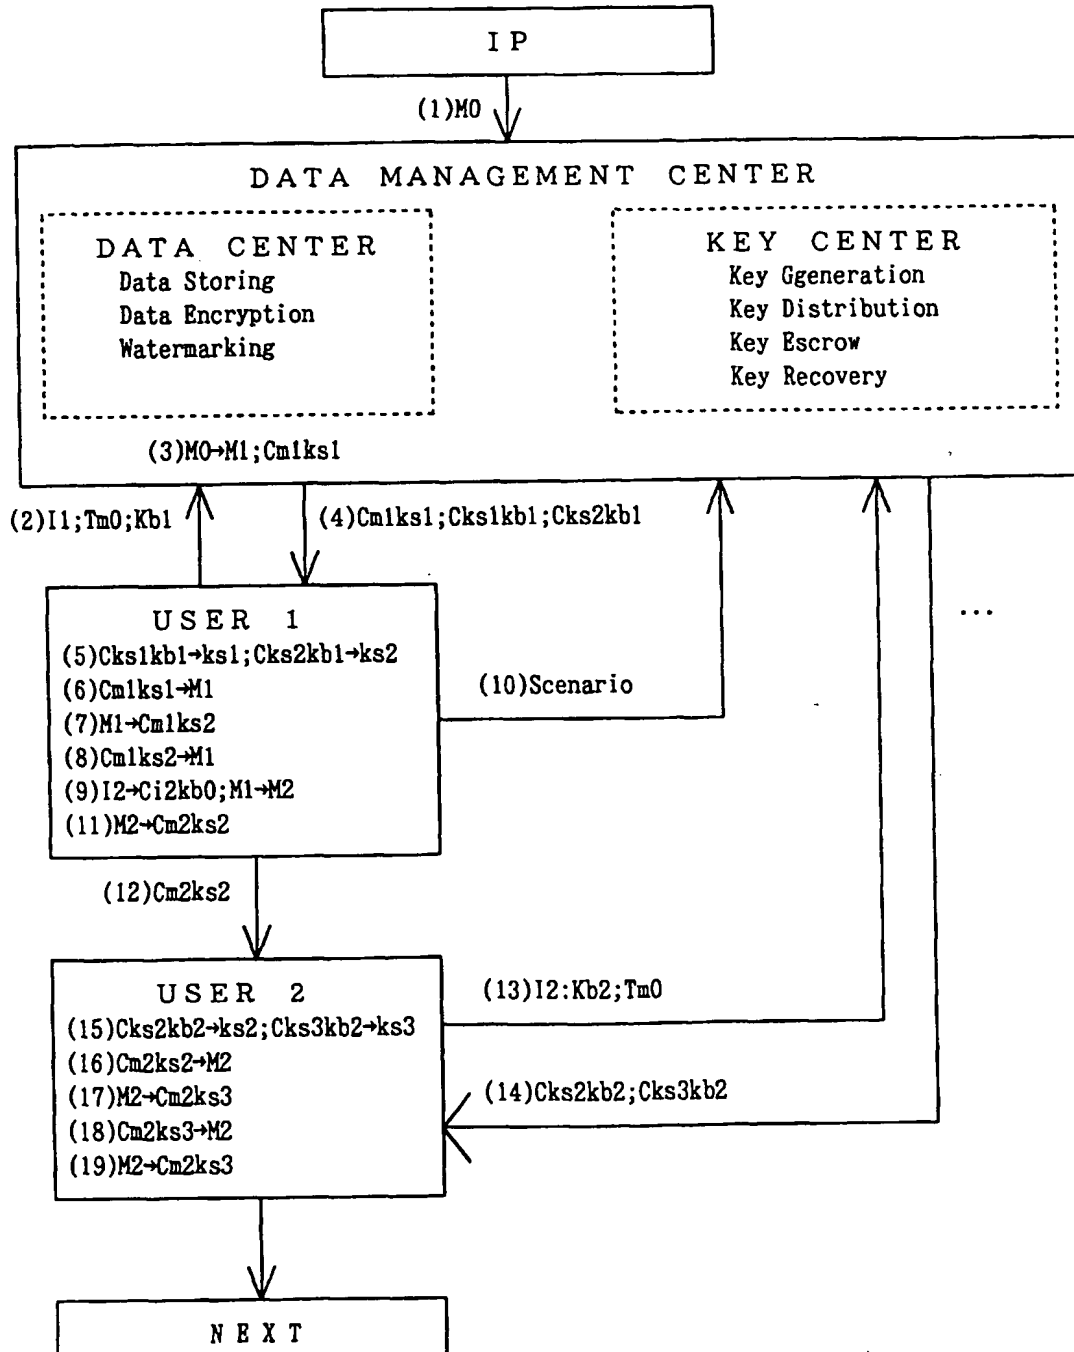 I P
(1)M0
DATA MANAGEMENT CENTER
DATA CENTER
Data Storing
Data Encryption
Watermarking
KEY CENTER
Key Ggeneration
Key Distribution
Key Escrow
Key Recovery
(3)M0→M1;Cm1ks1
(2)I1;Tm0;Kb1
(4)Cm1ks1;Cks1kb1;Cks2kb1
USER 1
(5)Cks1kb1→ks1;Cks2kb1→ks2
(6)Cm1ks1→M1
(7)M1→Cm1ks2
(8)Cm1ks2→M1
(9)I2→Ci2kb0;M1→M2
(11)M2→Cm2ks2
(10)Scenario
...
(12)Cm2ks2
USER 2
(15)Cks2kb2→ks2;Cks3kb2→ks3
(16)Cm2ks2→M2
(17)M2→Cm2ks3
(18)Cm2ks3→M2
(19)M2→Cm2ks3
(13)I2:Kb2;Tm0
(14)Cks2kb2;Cks3kb2
NEXT